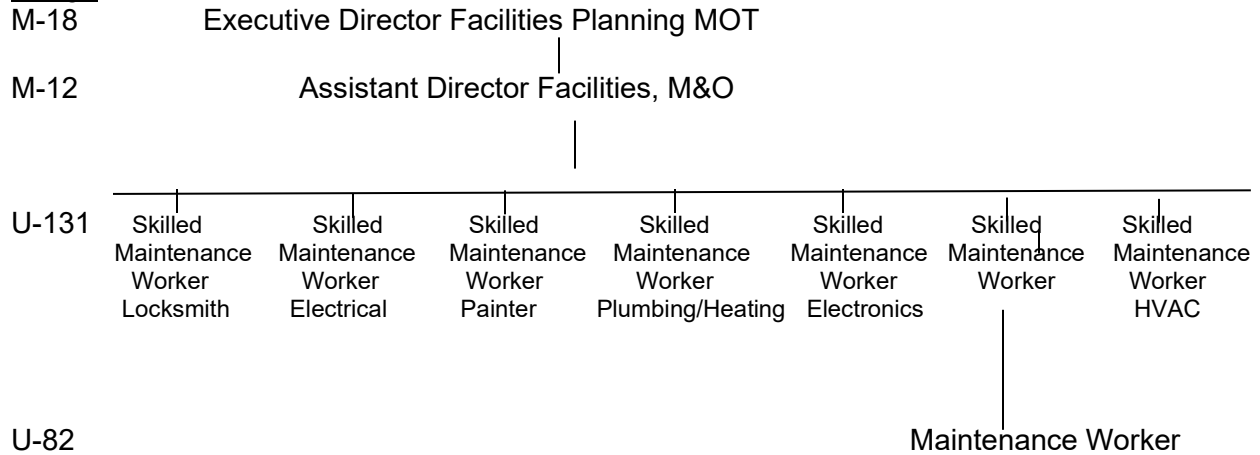 M-18 Executive Director Facilities Planning MOT
M-12 Assistant Director Facilities, M&O
U-131 Skilled Skilled Skilled Skilled Skilled Skilled Skilled
Maintenance Maintenance Maintenance Maintenance Maintenance Maintenance Maintenance
Worker Worker Worker Worker Worker Worker Worker
Locksmith Electrical Painter Plumbing/Heating Electronics HVAC
U-82 Maintenance Worker